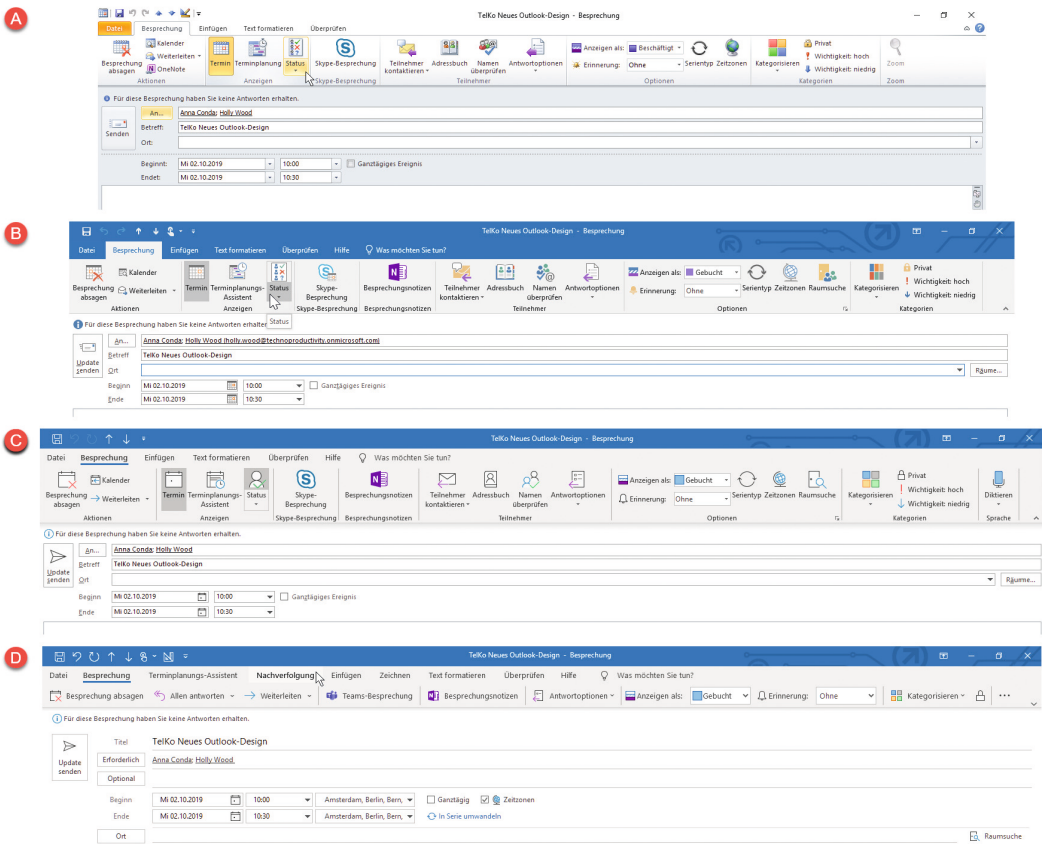 A
TelKo Neues Outlook-Design - Besprechung
Datei Besprechung Einfügen Text formatieren Überprüfen
Besprechung absagen Kalender Weiterleiten OneNote Termin Terminplanung Status Skype-Besprechung Teilnehmer kontaktieren Adressbuch Namen überprüfen Antwortoptionen Anzeigen als: Beschäftigt Erinnerung: Ohne Serientyp Zeitzonen Kategorisieren Privat Wichtigkeit: hoch Wichtigkeit: niedrig Zoom
Aktionen Anzeigen Skype-Besprechung Teilnehmer Optionen Kategorien Zoom
Für diese Besprechung haben Sie keine Antworten erhalten.
Senden
An... Anna Conda; Holly Wood
Betreff: TelKo Neues Outlook-Design
Ort:
Beginnt: Mi 02.10.2019 10:00 Ganztägiges Ereignis
Endet: Mi 02.10.2019 10:30
B
TelKo Neues Outlook-Design - Besprechung
Datei Besprechung Einfügen Text formatieren Überprüfen Hilfe Was möchten Sie tun?
Besprechung absagen Kalender Weiterleiten Termin Terminplanungs-Assistent Status Skype-Besprechung Besprechungsnotizen Teilnehmer kontaktieren Adressbuch Namen überprüfen Antwortoptionen Anzeigen als: Gebucht Erinnerung: Ohne Serientyp Zeitzonen Raumsuche Kategorisieren Privat Wichtigkeit: hoch Wichtigkeit: niedrig
Aktionen Anzeigen Skype-Besprechung Besprechungsnotizen Teilnehmer Optionen Kategorien
Für diese Besprechung haben Sie keine Antworten erhalten Status
Update senden
An... Anna Conda; Holly Wood (holly.wood@technoproductivity.onmicrosoft.com)
Betreff TelKo Neues Outlook-Design
Ort Räume...
Beginn Mi 02.10.2019 10:00 Ganztägiges Ereignis
Ende Mi 02.10.2019 10:30
C
TelKo Neues Outlook-Design - Besprechung
Datei Besprechung Einfügen Text formatieren Überprüfen Hilfe Was möchten Sie tun?
Besprechung absagen Kalender Weiterleiten Termin Terminplanungs-Assistent Status Skype-Besprechung Besprechungsnotizen Teilnehmer kontaktieren Adressbuch Namen überprüfen Antwortoptionen Anzeigen als: Gebucht Erinnerung: Ohne Serientyp Zeitzonen Raumsuche Kategorisieren Privat Wichtigkeit: hoch Wichtigkeit: niedrig Diktieren
Aktionen Anzeigen Skype-Besprechung Besprechungsnotizen Teilnehmer Optionen Kategorien Sprache
Für diese Besprechung haben Sie keine Antworten erhalten.
Update senden
An... Anna Conda; Holly Wood
Betreff TelKo Neues Outlook-Design
Ort Räume...
Beginn Mi 02.10.2019 10:00 Ganztägiges Ereignis
Ende Mi 02.10.2019 10:30
D
TelKo Neues Outlook-Design - Besprechung
Datei Besprechung Terminplanungs-Assistent Nachverfolgung Einfügen Zeichnen Text formatieren Überprüfen Hilfe Was möchten Sie tun?
Besprechung absagen Allen antworten Weiterleiten Teams-Besprechung Besprechungsnotizen Antwortoptionen Anzeigen als: Gebucht Erinnerung: Ohne Kategorisieren ...
Für diese Besprechung haben Sie keine Antworten erhalten.
Update senden
Titel TelKo Neues Outlook-Design
Erforderlich Anna Conda; Holly Wood
Optional
Beginn Mi 02.10.2019 10:00 Amsterdam, Berlin, Bern, Ganztägig Zeitzonen
Ende Mi 02.10.2019 10:30 Amsterdam, Berlin, Bern, In Serie umwandeln
Ort Raumsuche